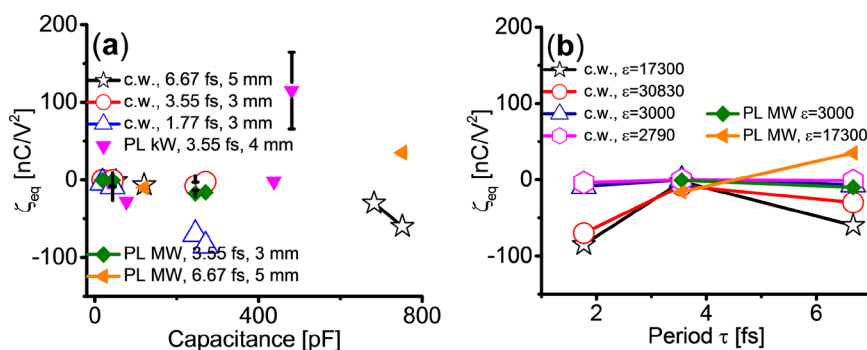 200
(a)
c.w., 6.67 fs, 5 mm
c.w., 3.55 fs, 3 mm
c.w., 1.77 fs, 3 mm
PL kW, 3.55 fs, 4 mm
100
0
-100
PL MW, 3.55 fs, 3 mm
PL MW, 6.67 fs, 5 mm
0 400 800
Capacitance [pF]
ζeq [nC/V²]
200
(b)
c.w., ε=17300
c.w., ε=30830
c.w., ε=3000
c.w., ε=2790
PL MW ε=3000
PL MW, ε=17300
100
0
-100
2 4 6
Period τ [fs]
ζeq [nC/V²]